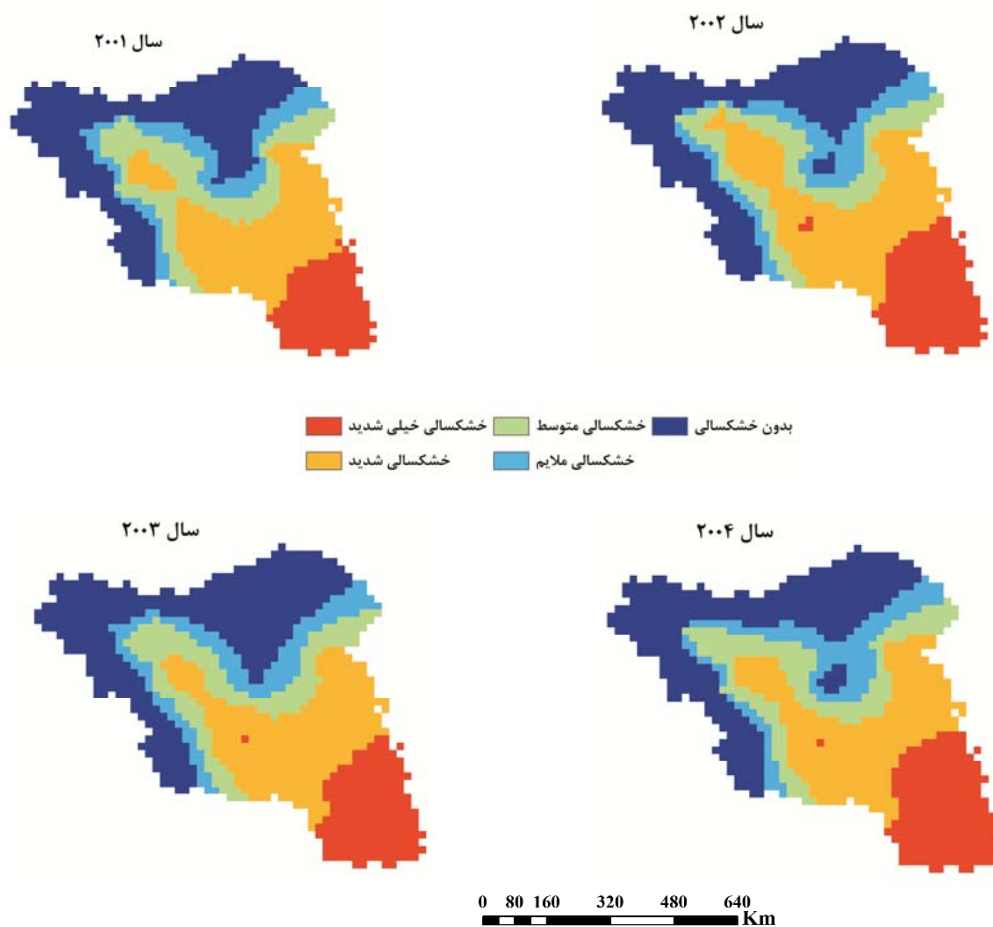 سال ۲۰۰۱
سال ۲۰۰۲
بدون خشکسالی
خشکسالی متوسط
خشکسالی خیلی شدید
خشکسالی ملایم
خشکسالی شدید
سال ۲۰۰۳
سال ۲۰۰۴
0 80 160 320 480 640
Km